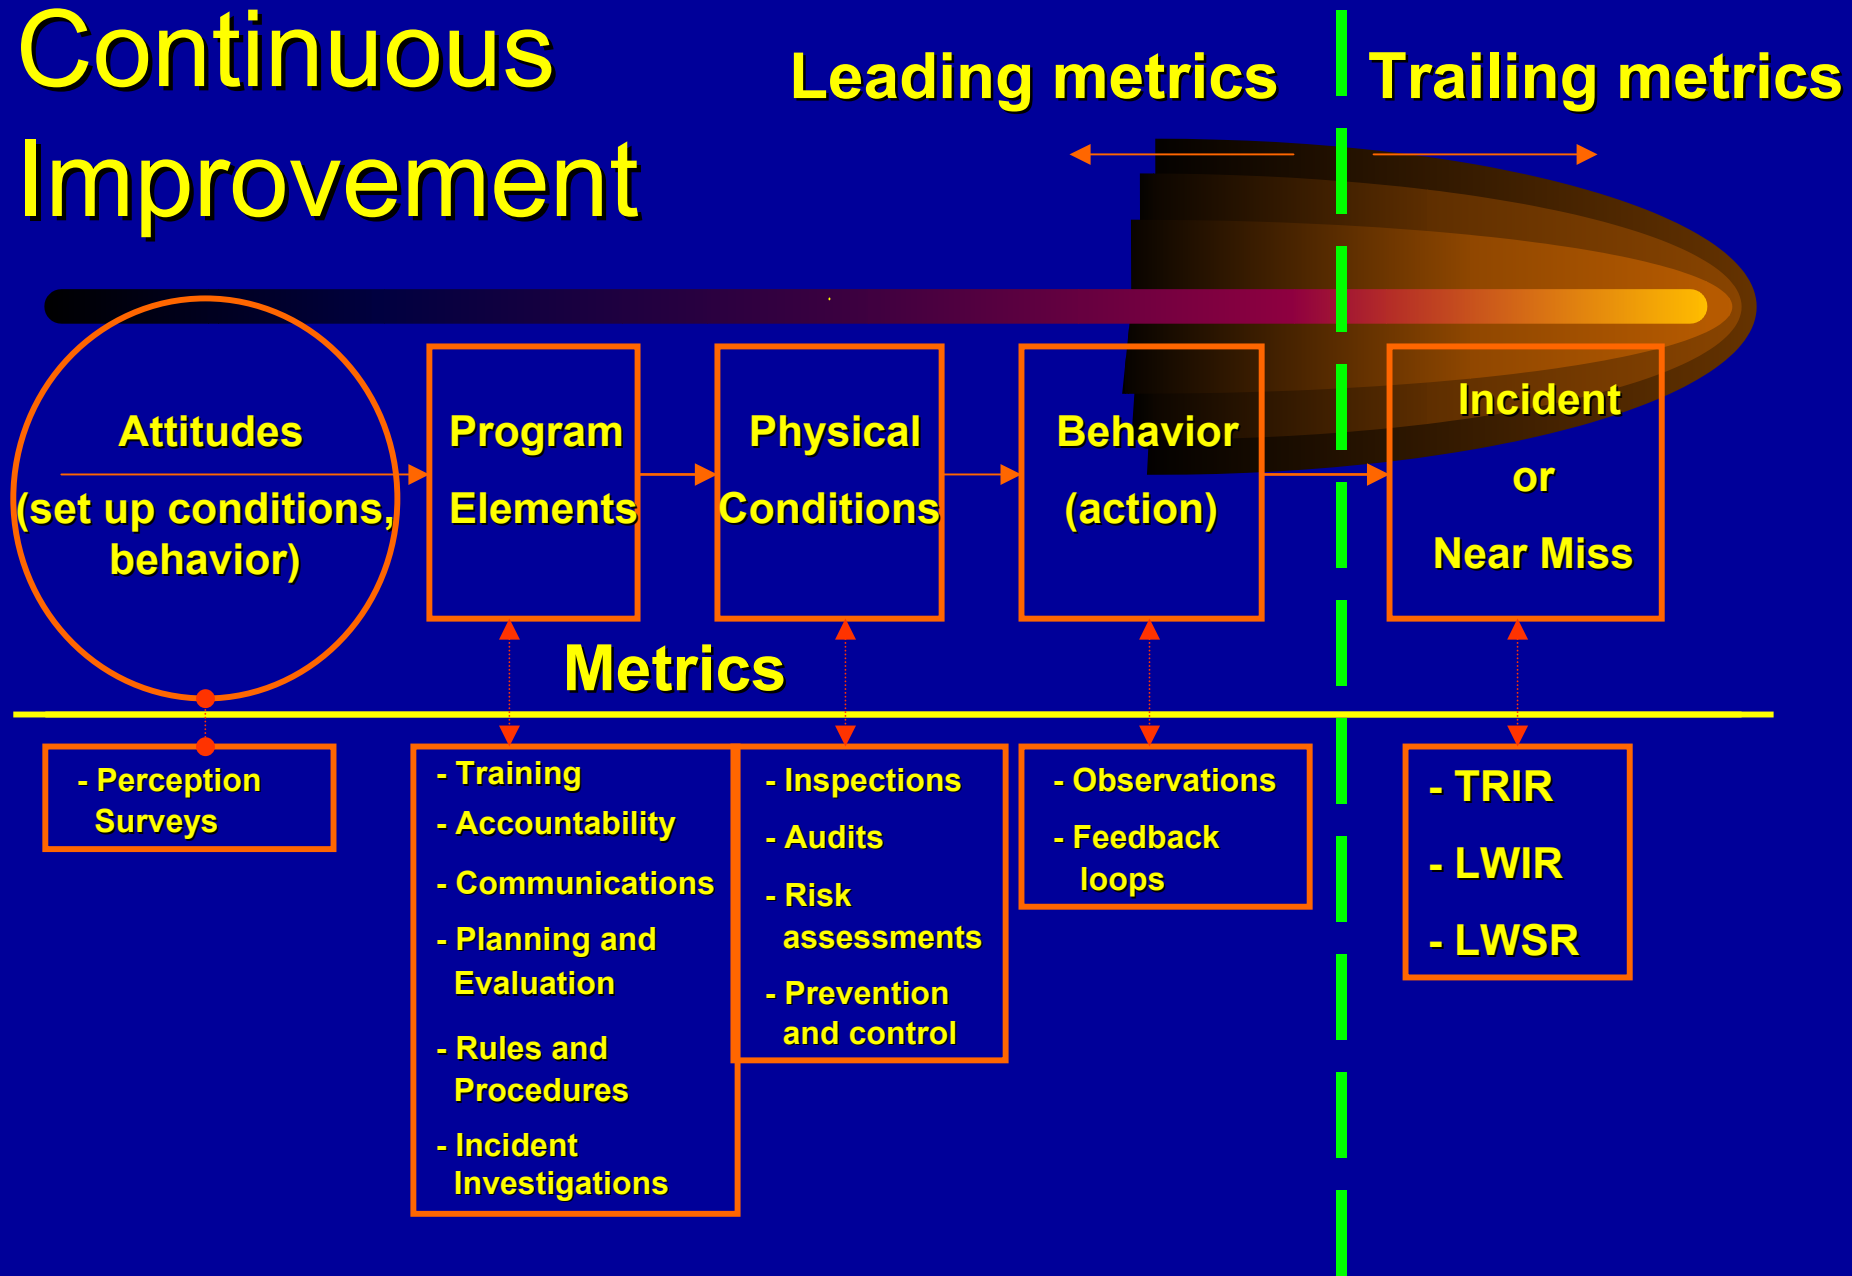 Continuous
Improvement
Leading metrics
Trailing metrics
Attitudes
(set up conditions,
behavior)
Program
Elements
Physical
Conditions
Behavior
(action)
Incident
or
Near Miss
Metrics
- Perception
Surveys
- Training
- Accountability
- Communications
- Planning and
Evaluation
- Rules and
Procedures
- Incident
Investigations
- Inspections
- Audits
- Risk
assessments
- Prevention
and control
- Observations
- Feedback
loops
- TRIR
- LWIR
- LWSR